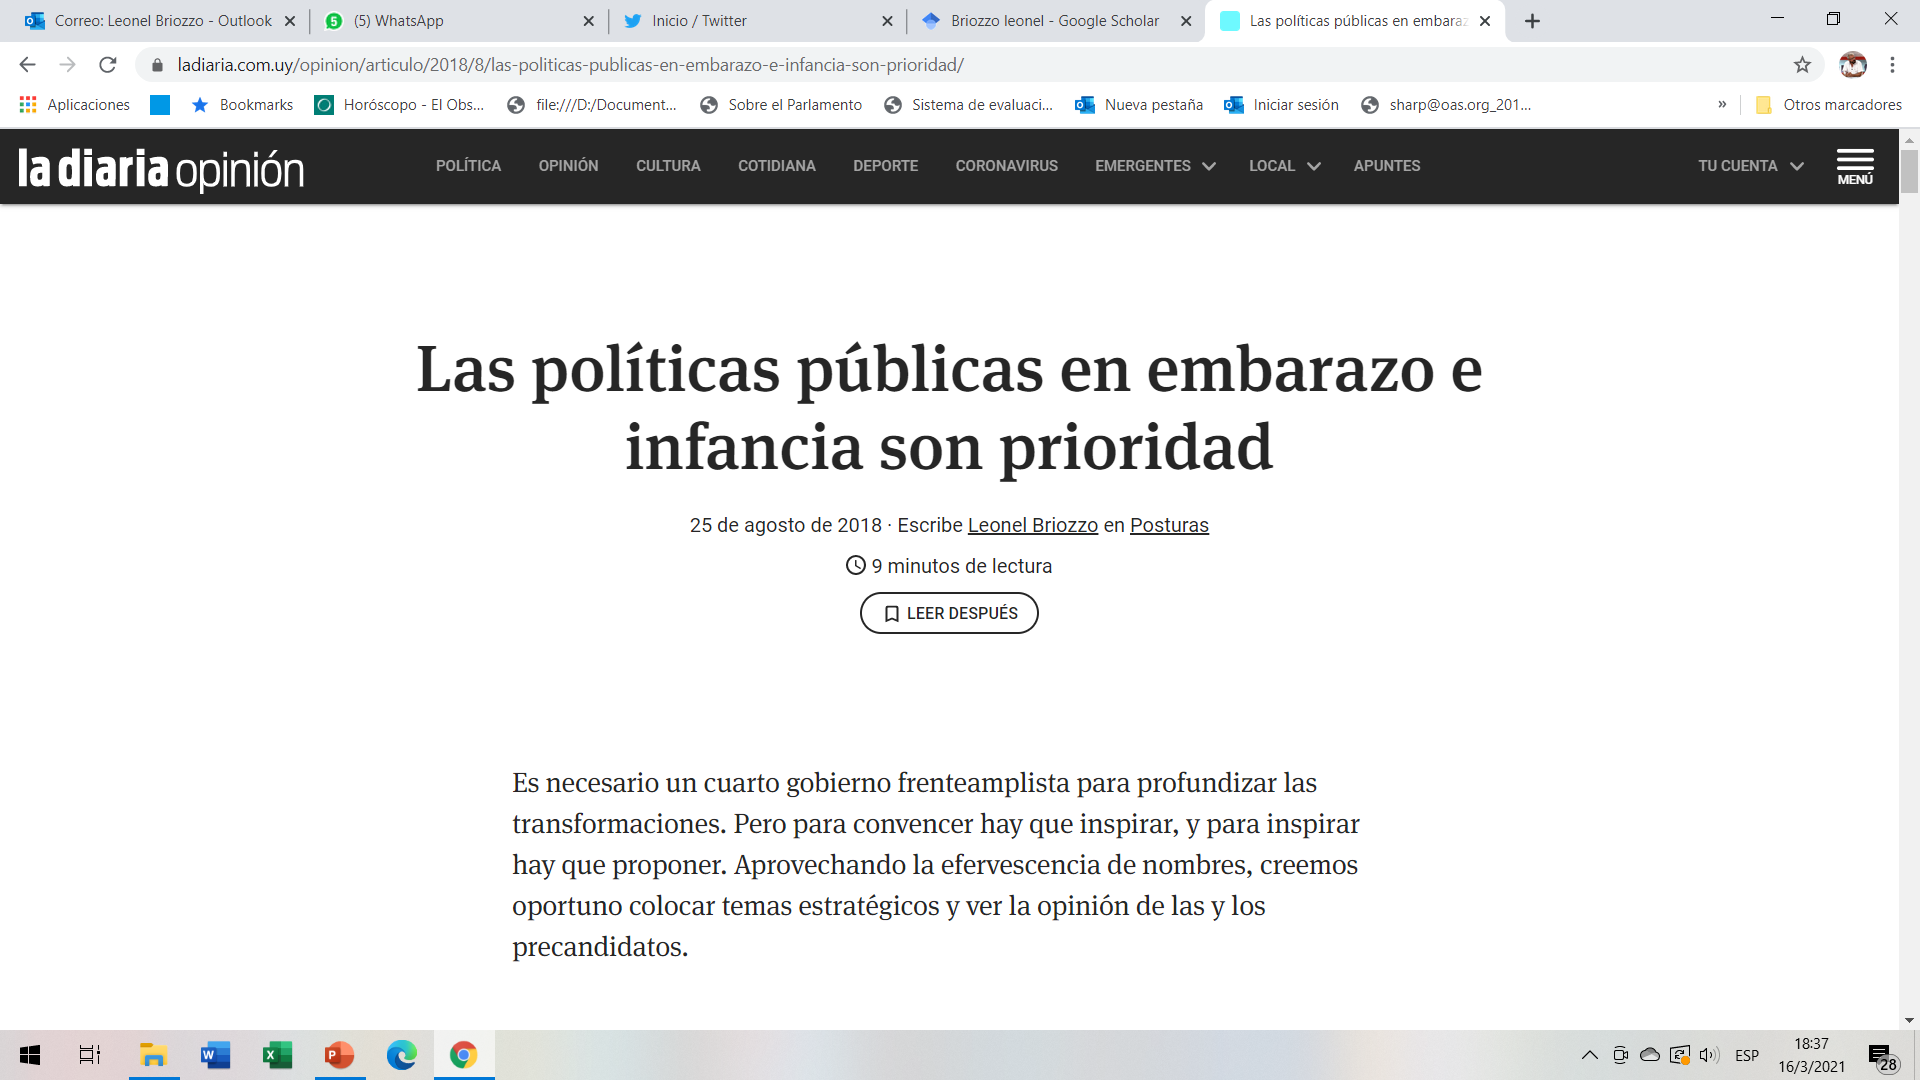 Correo: Leonel Briozzo - Outlook
(5) WhatsApp
Inicio / Twitter
Briozzo leonel - Google Scholar
Las políticas públicas en embaraz
ladiaria.com.uy/opinion/articulo/2018/8/las-politicas-publicas-en-embarazo-e-infancia-son-prioridad/
Aplicaciones
Bookmarks
Horóscopo - El Obs...
file:///D:/Document...
Sobre el Parlamento
Sistema de evaluaci...
Nueva pestaña
Iniciar sesión
sharp@oas.org_201...
»
Otros marcadores
la diaria opinión
POLÍTICA
OPINIÓN
CULTURA
COTIDIANA
DEPORTE
CORONAVIRUS
EMERGENTES
LOCAL
APUNTES
TU CUENTA
MENÚ
Las políticas públicas en embarazo e
infancia son prioridad
25 de agosto de 2018 · Escribe Leonel Briozzo en Posturas
9 minutos de lectura
LEER DESPUÉS
Es necesario un cuarto gobierno frenteamplista para profundizar las
transformaciones. Pero para convencer hay que inspirar, y para inspirar
hay que proponer. Aprovechando la efervescencia de nombres, creemos
oportuno colocar temas estratégicos y ver la opinión de las y los
precandidatos.
ESP
18:37
16/3/2021
28